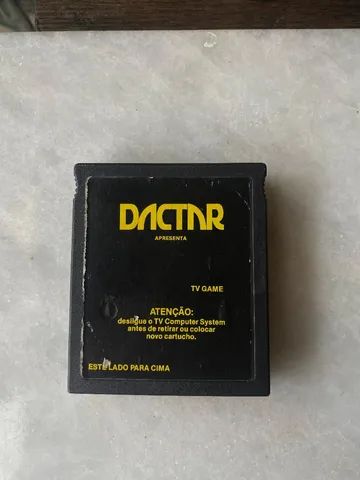 DACTAR
APRESENTA
TV GAME
ATENÇÃO:
desligue o TV Computer System
antes de retirar ou colocar
novo cartucho.
ESTE LADO PARA CIMA